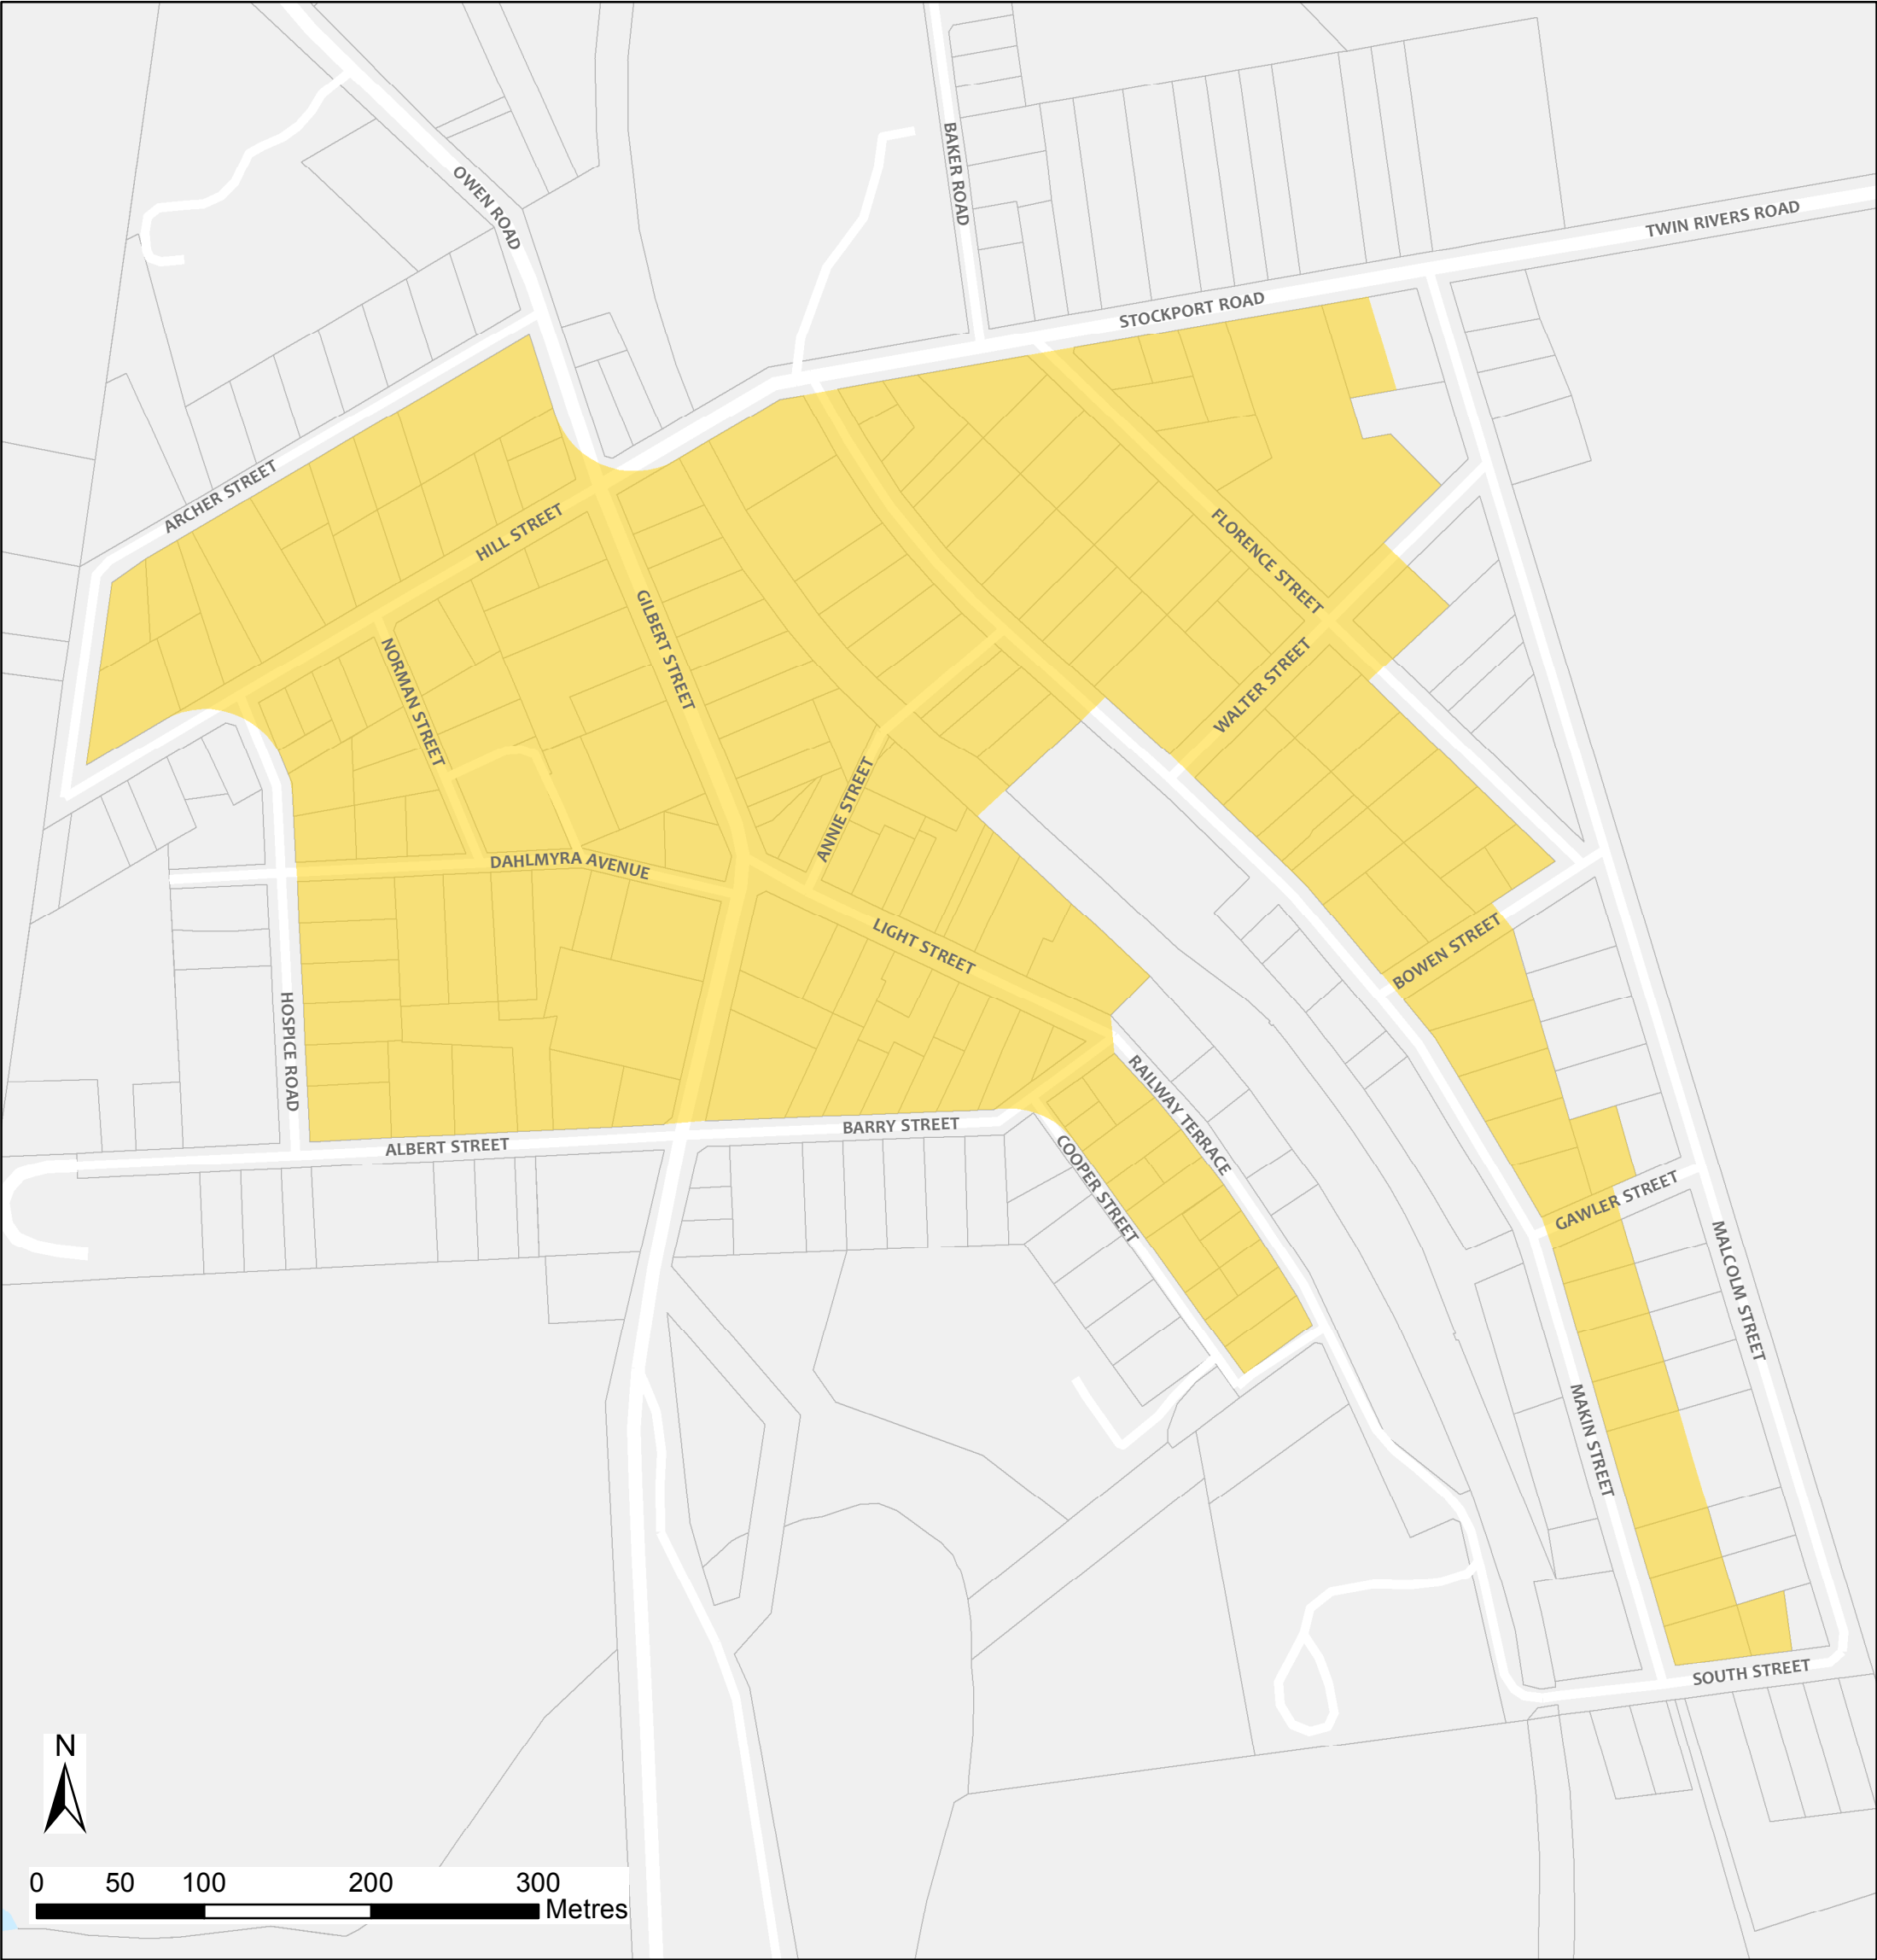 BAKER ROAD
OWEN ROAD
TWIN RIVERS ROAD
STOCKPORT ROAD
ARCHER STREET
HILL STREET
FLORENCE STREET
GILBERT STREET
NORMAN STREET
WALTER STREET
ANNIE STREET
DAHLMYRA AVENUE
LIGHT STREET
BOWEN STREET
HOSPICE ROAD
RAILWAY TERRACE
BARRY STREET
ALBERT STREET
COOPER STREET
GAWLER STREET
MALCOLM STREET
MAKIN STREET
SOUTH STREET
N
0 50 100 200 300
Metres